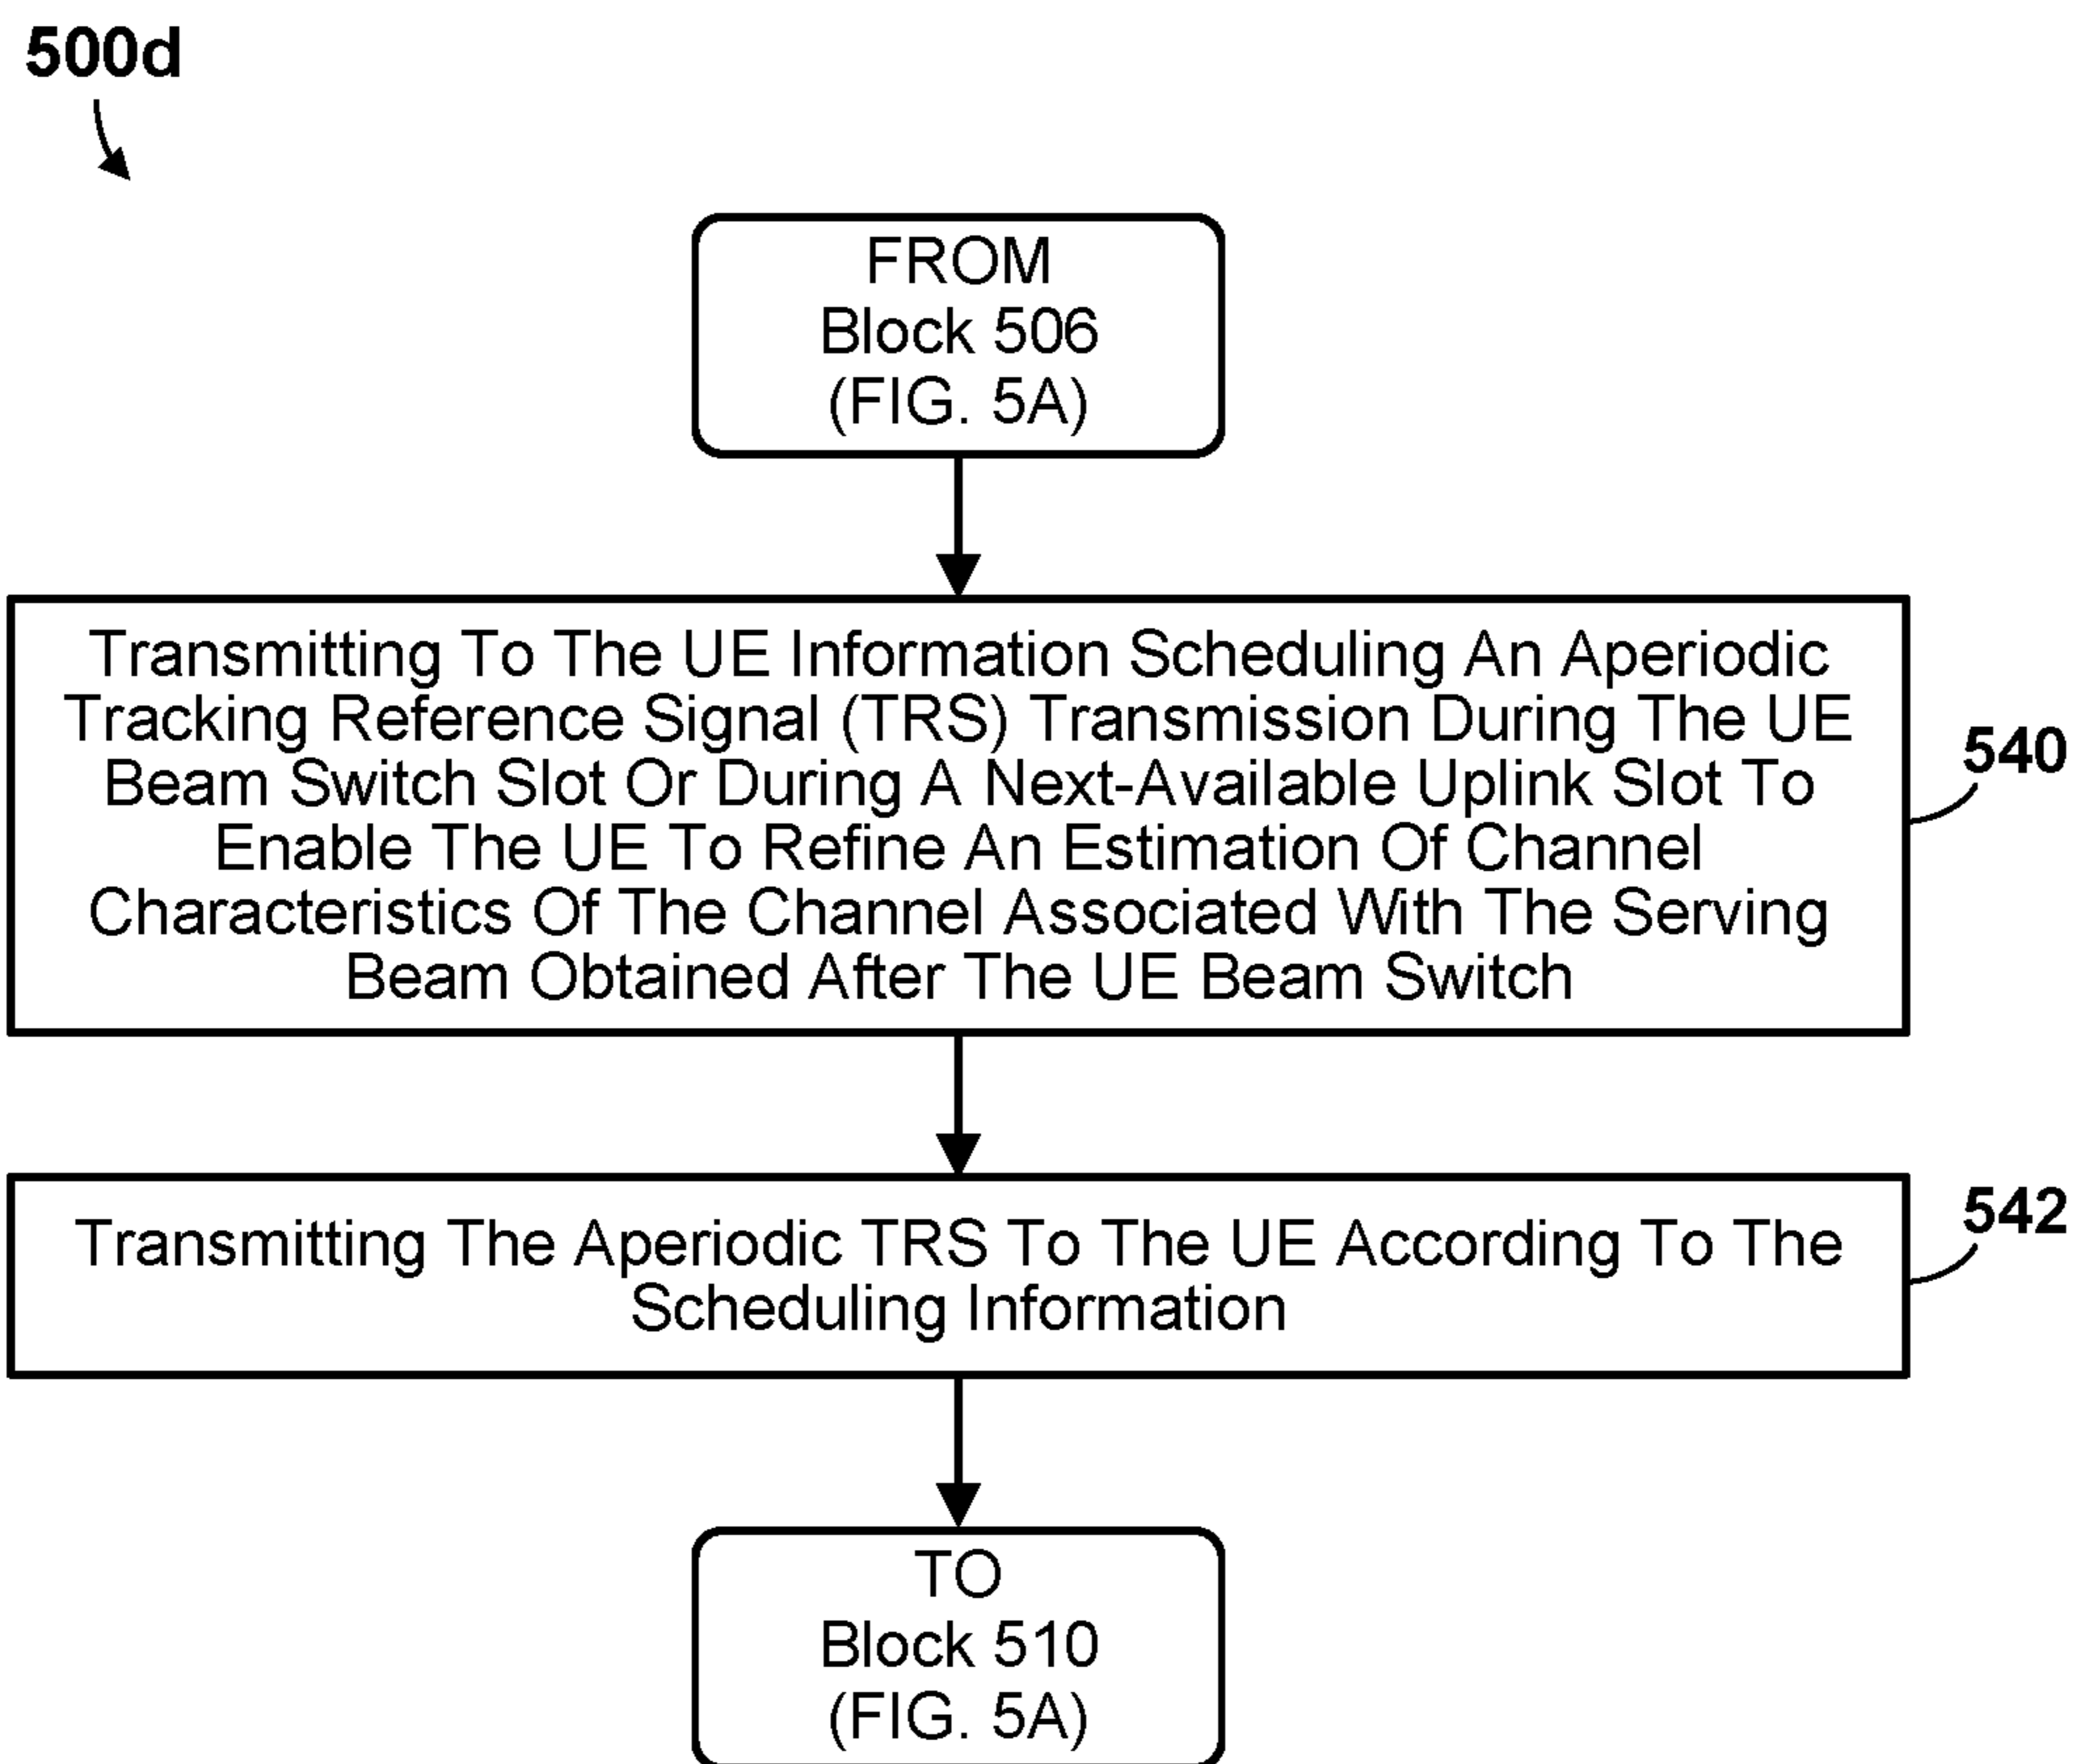 500d
FROM
Block 506
(FIG. 5A)
Transmitting To The UE Information Scheduling An Aperiodic
Tracking Reference Signal (TRS) Transmission During The UE
Beam Switch Slot Or During A Next-Available Uplink Slot To
Enable The UE To Refine An Estimation Of Channel
Characteristics Of The Channel Associated With The Serving
Beam Obtained After The UE Beam Switch
540
Transmitting The Aperiodic TRS To The UE According To The
Scheduling Information
542
TO
Block 510
(FIG. 5A)